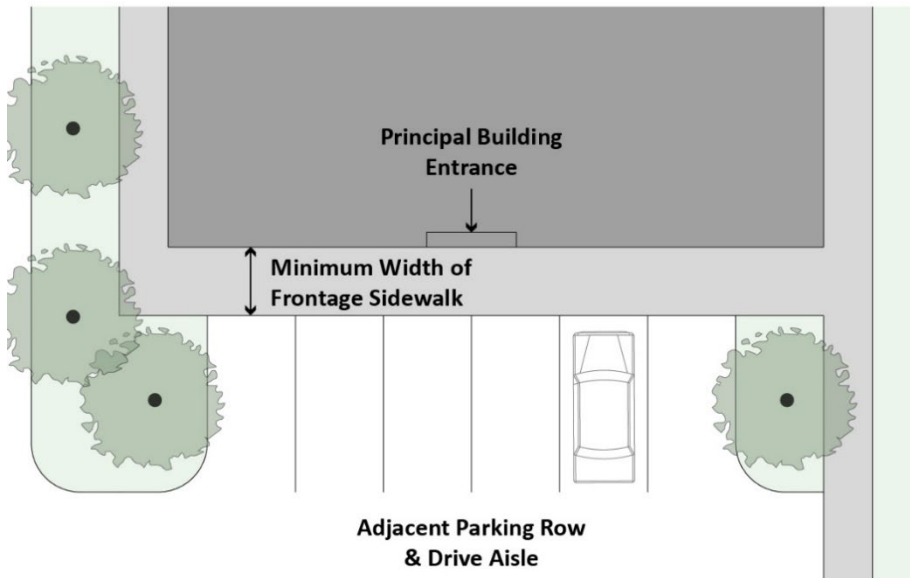 Principal Building
Entrance
Minimum Width of
Frontage Sidewalk
Adjacent Parking Row
& Drive Aisle